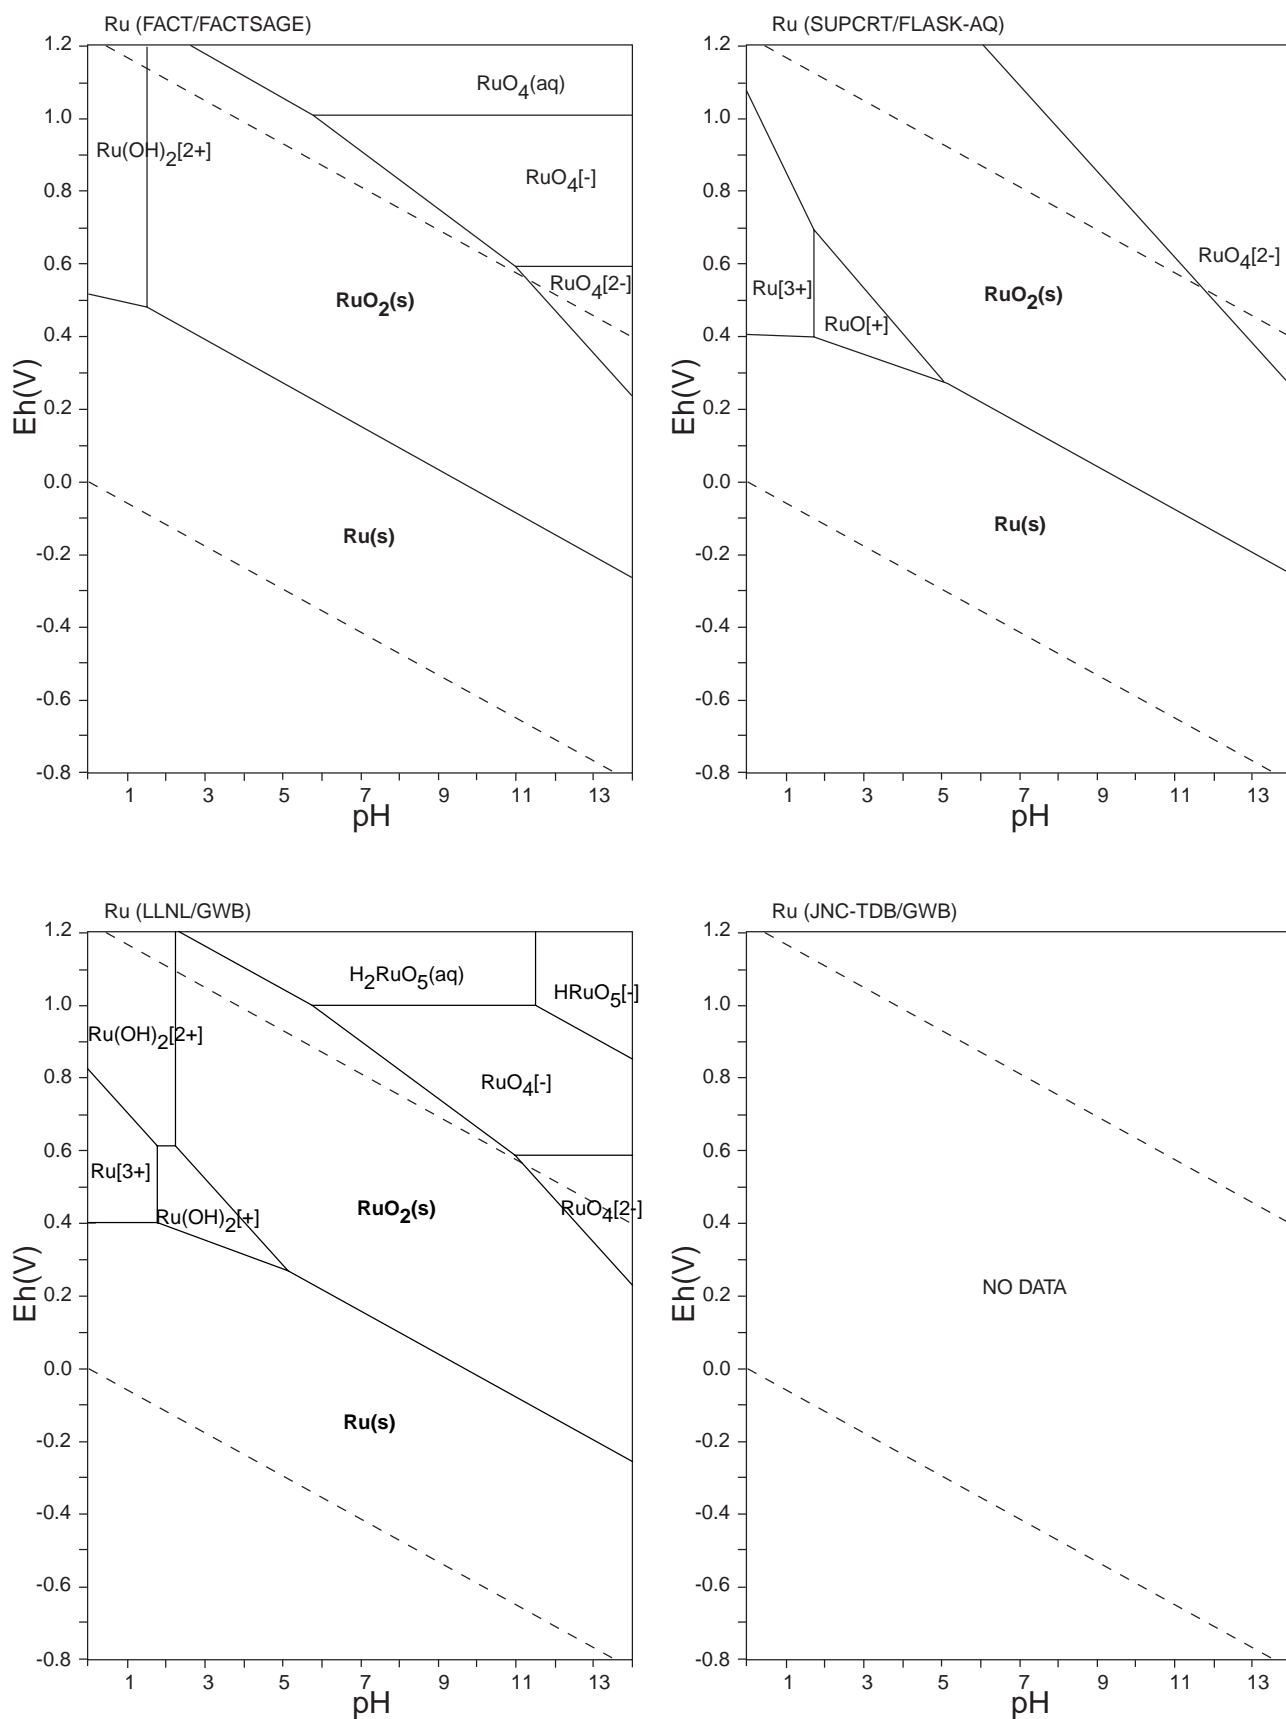 Ru (FACT/FACTSAGE)
1.2
1.0
0.8
0.6
0.4
0.2
0.0
-0.2
-0.4
-0.6
-0.8
Eh(V)
RuO4(aq)
Ru(OH)2[2+]
RuO4[-]
RuO4[2-]
RuO2(s)
Ru(s)
1 3 5 7 9 11 13
pH
Ru (SUPCRT/FLASK-AQ)
1.2
1.0
0.8
0.6
0.4
0.2
0.0
-0.2
-0.4
-0.6
-0.8
Eh(V)
RuO4[2-]
Ru[3+]
RuO2(s)
RuO[+]
Ru(s)
1 3 5 7 9 11 13
pH
Ru (LLNL/GWB)
1.2
1.0
0.8
0.6
0.4
0.2
0.0
-0.2
-0.4
-0.6
-0.8
Eh(V)
H2RuO5(aq)
HRuO5[-]
Ru(OH)2[2+]
RuO4[-]
Ru[3+]
Ru(OH)2[+]
RuO2(s)
RuO4[2-]
Ru(s)
1 3 5 7 9 11 13
pH
Ru (JNC-TDB/GWB)
1.2
1.0
0.8
0.6
0.4
0.2
0.0
-0.2
-0.4
-0.6
-0.8
Eh(V)
NO DATA
1 3 5 7 9 11 13
pH